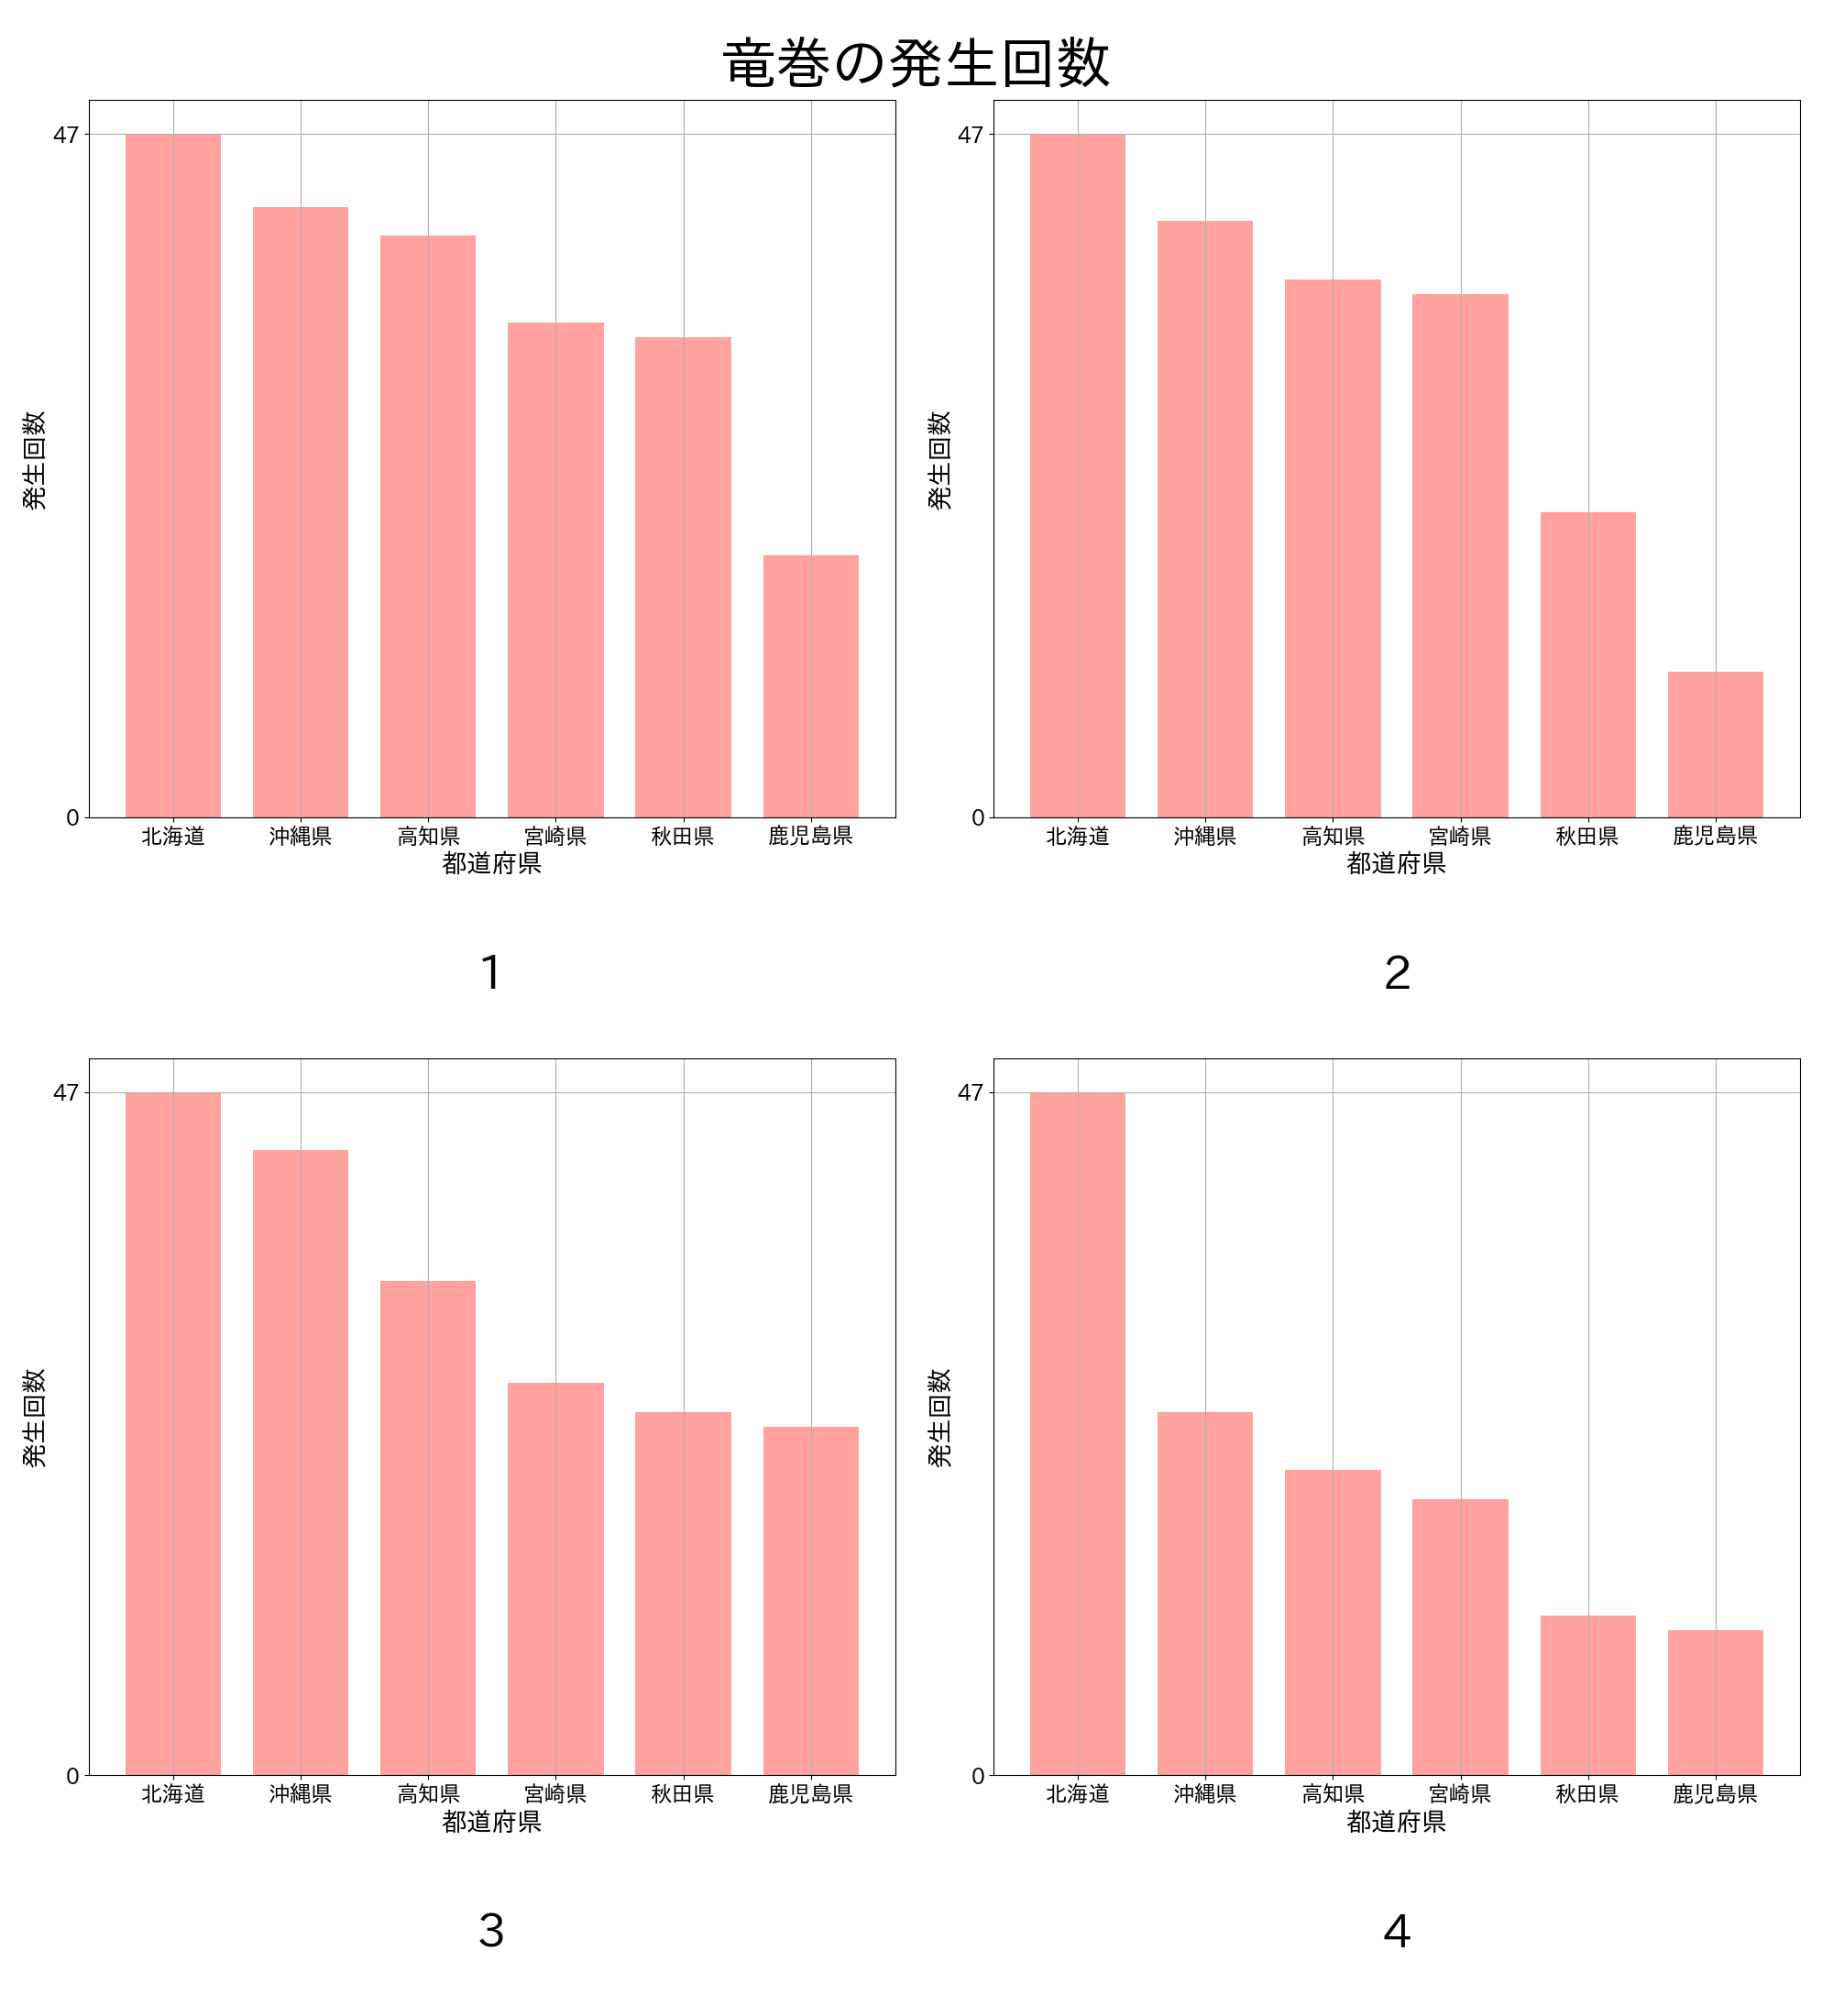 竜巻の発生回数
47
0
発生回数
北海道 沖縄県 高知県 宮崎県 秋田県 鹿児島県
都道府県
1
47
0
発生回数
北海道 沖縄県 高知県 宮崎県 秋田県 鹿児島県
都道府県
2
47
0
発生回数
北海道 沖縄県 高知県 宮崎県 秋田県 鹿児島県
都道府県
3
47
0
発生回数
北海道 沖縄県 高知県 宮崎県 秋田県 鹿児島県
都道府県
4